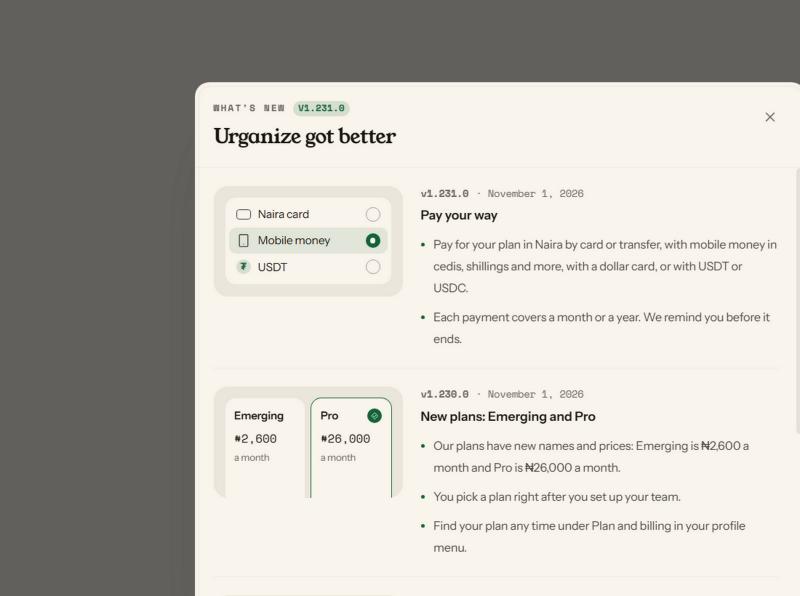 WHAT'S NEW V1.231.0
Urganize got better
Naira card
Mobile money
₮ USDT
v1.231.0 · November 1, 2026
Pay your way
• Pay for your plan in Naira by card or transfer, with mobile money in
cedis, shillings and more, with a dollar card, or with USDT or
USDC.
• Each payment covers a month or a year. We remind you before it
ends.
Emerging
₦2,600
a month
Pro
₦26,000
a month
v1.230.0 · November 1, 2026
New plans: Emerging and Pro
• Our plans have new names and prices: Emerging is ₦2,600 a
month and Pro is ₦26,000 a month.
• You pick a plan right after you set up your team.
• Find your plan any time under Plan and billing in your profile
menu.